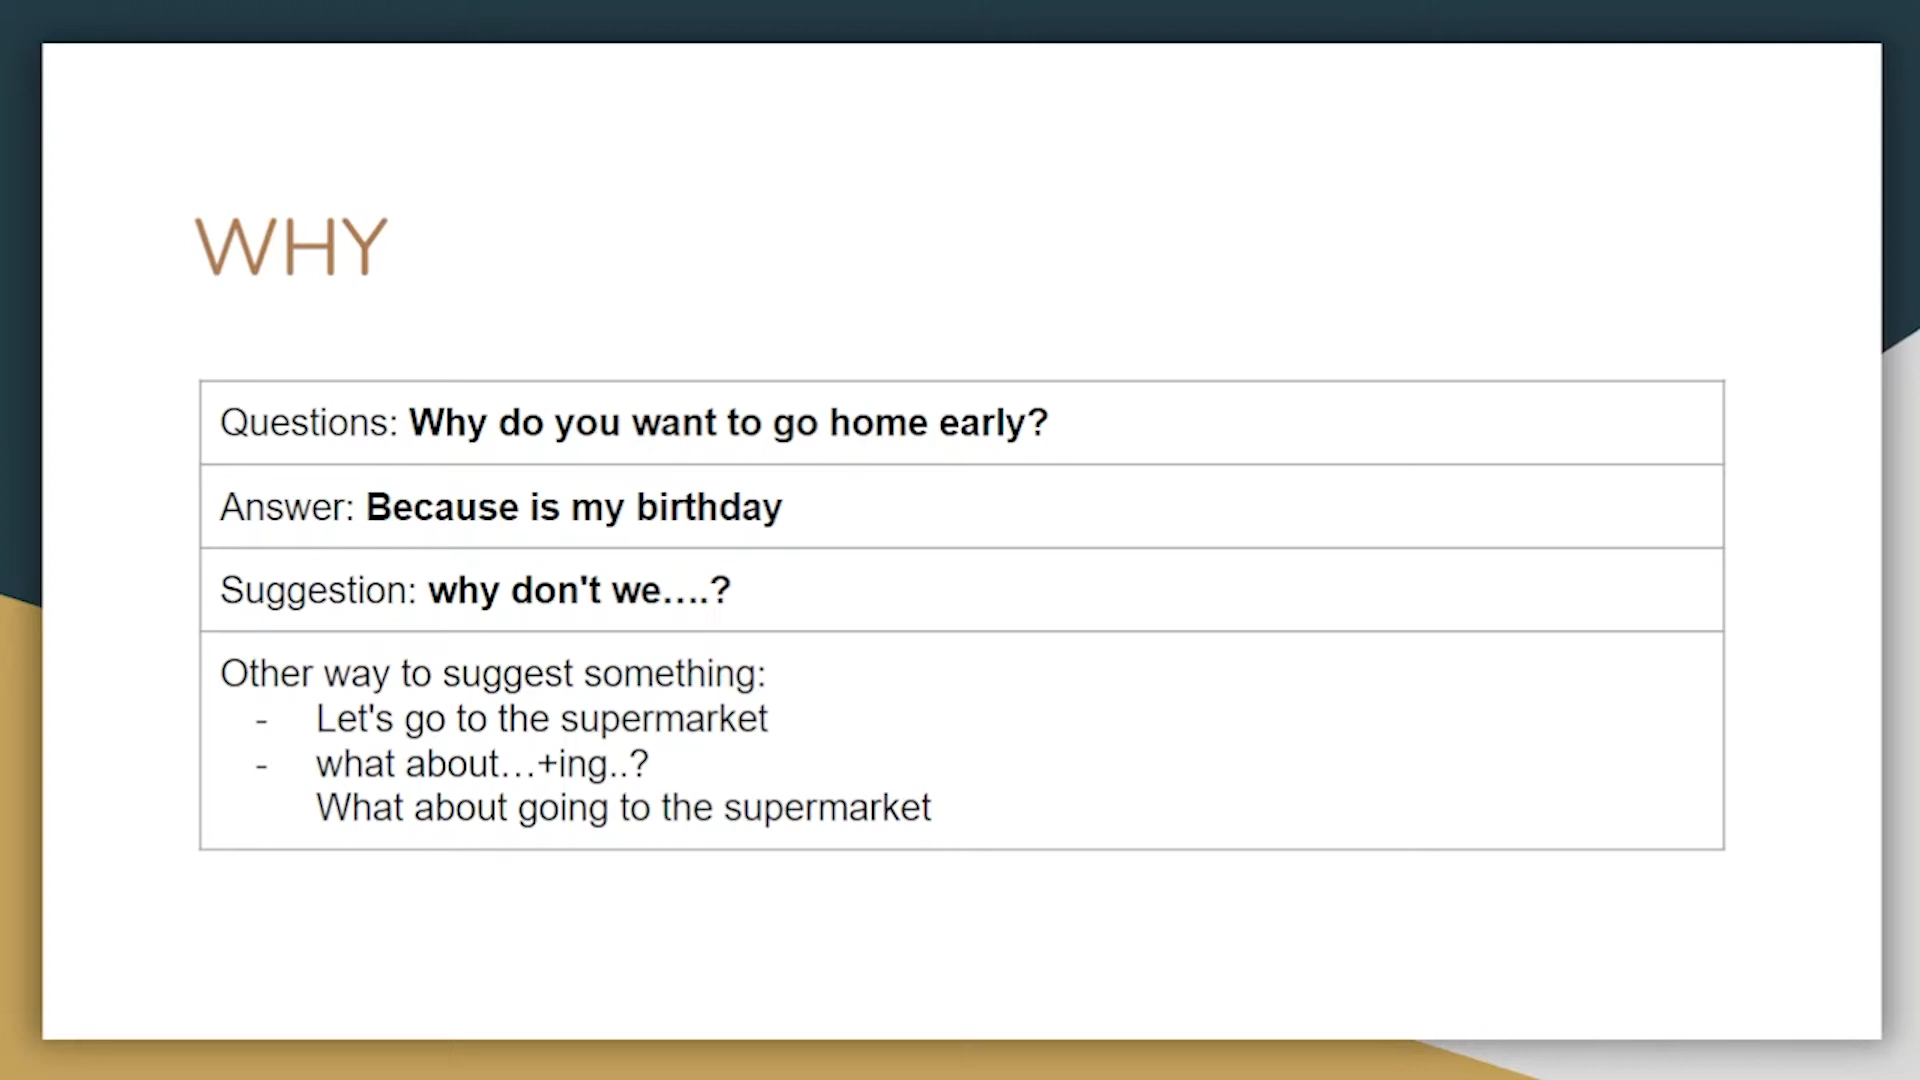 WHY
Questions: Why do you want to go home early?
Answer: Because is my birthday
Suggestion: why don't we....?
Other way to suggest something:
- Let's go to the supermarket
- what about...+ing..?
What about going to the supermarket